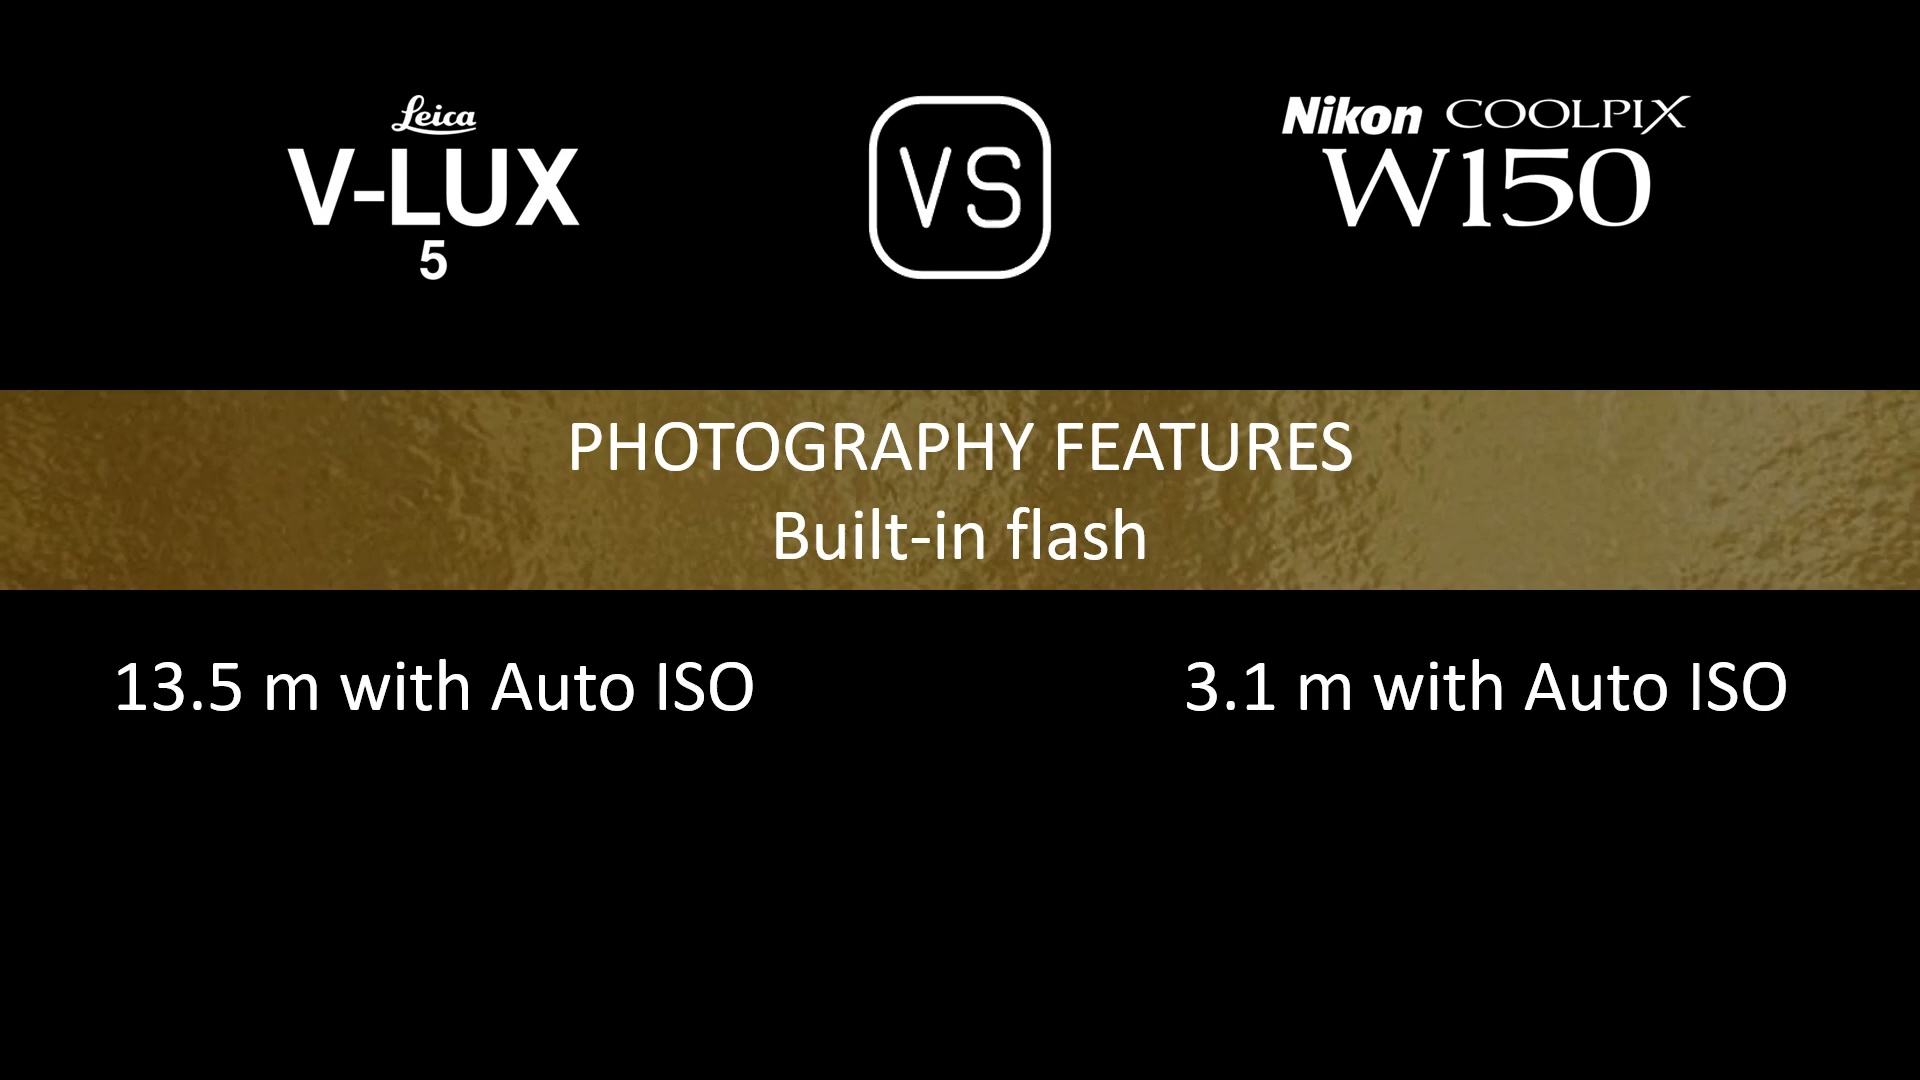 Leica
V-LUX
5
VS
Nikon COOLPIX
W150
PHOTOGRAPHY FEATURES
Built-in flash
13.5 m with Auto ISO
3.1 m with Auto ISO